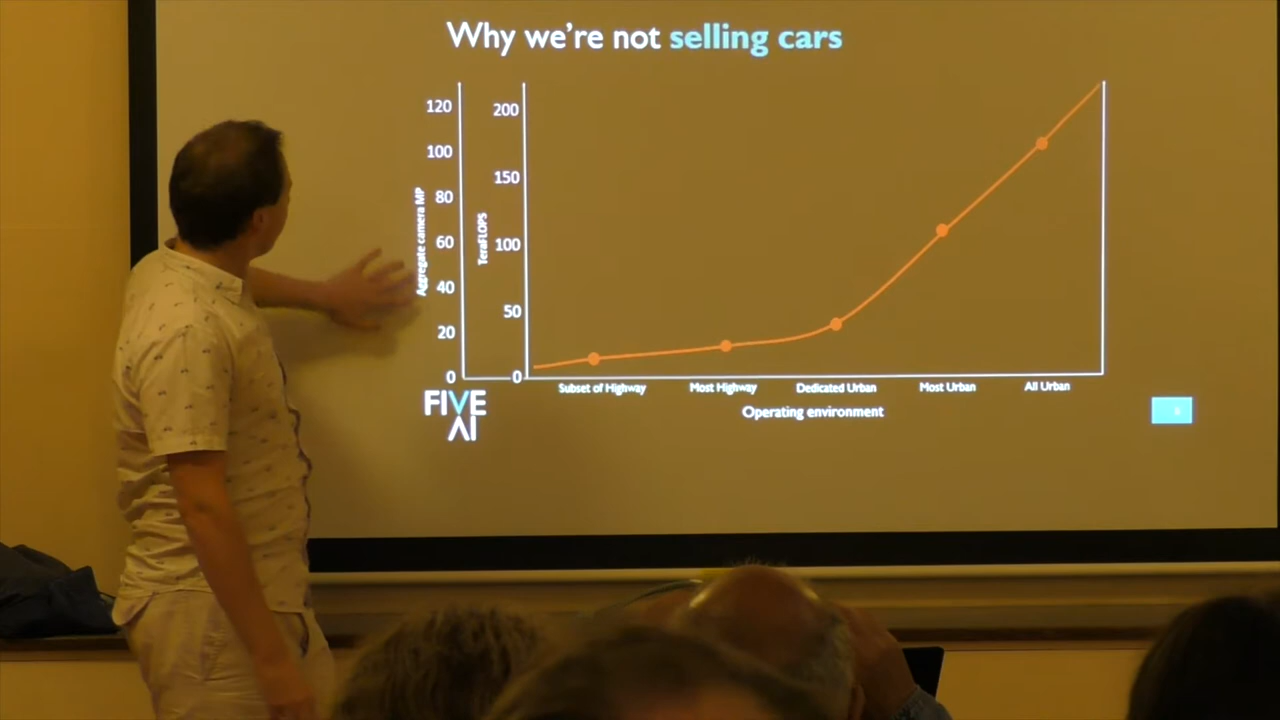 Why we're not selling cars
Aggregate camera MP
120
100
80
60
40
20
0
TeraFLOPS
200
150
100
50
0
Subset of Highway
Most Highway
Dedicated Urban
Most Urban
All Urban
Operating environment
FIVE
AI